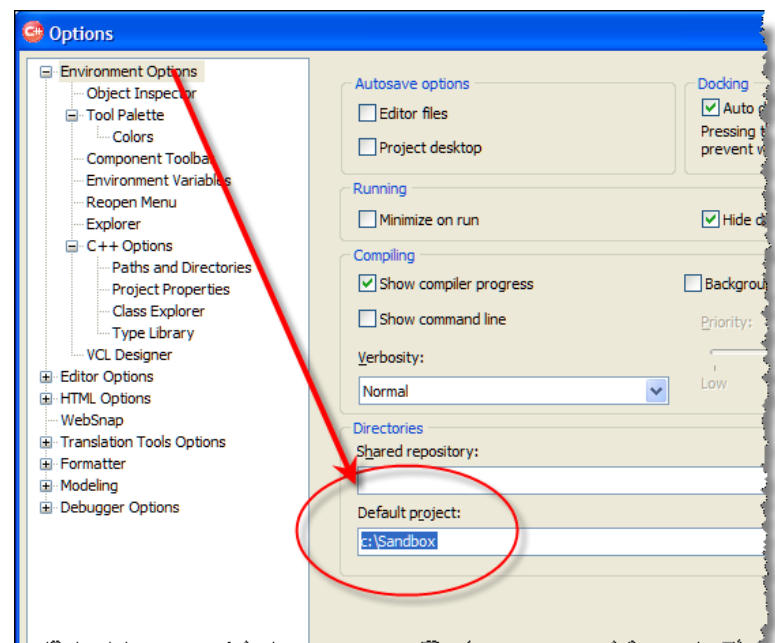 Options
Environment Options
Object Inspector
Tool Palette
Colors
Component Toolbar
Environment Variables
Reopen Menu
Explorer
C++ Options
Paths and Directories
Project Properties
Class Explorer
Type Library
VCL Designer
Editor Options
HTML Options
WebSnap
Translation Tools Options
Formatter
Modeling
Debugger Options
Autosave options
Editor files
Project desktop
Docking
Auto
Pressing
prevent
Running
Minimize on run
Hide
Compiling
Show compiler progress
Show command line
Verbosity:
Normal
Priority:
Low
Directories
Shared repository:
Default project:
c:\Sandbox